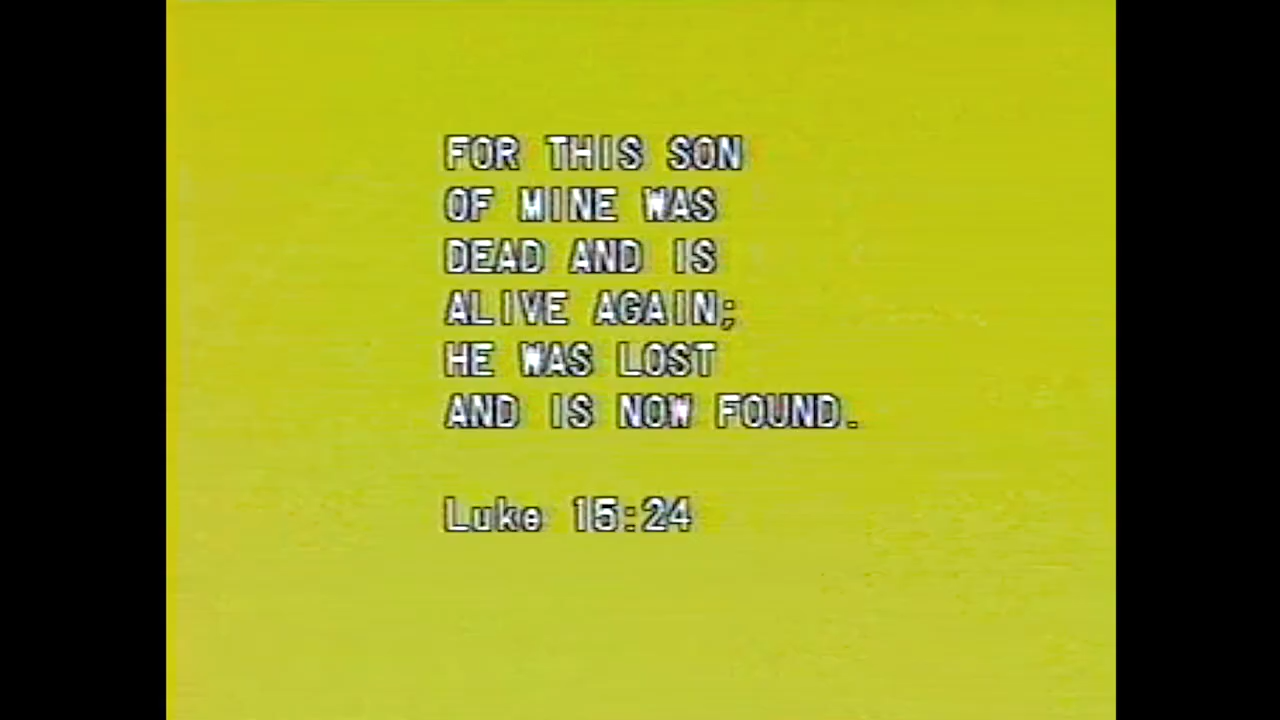 FOR THIS SON
OF MINE WAS
DEAD AND IS
ALIVE AGAIN;
HE WAS LOST
AND IS NOW FOUND.
Luke 15:24